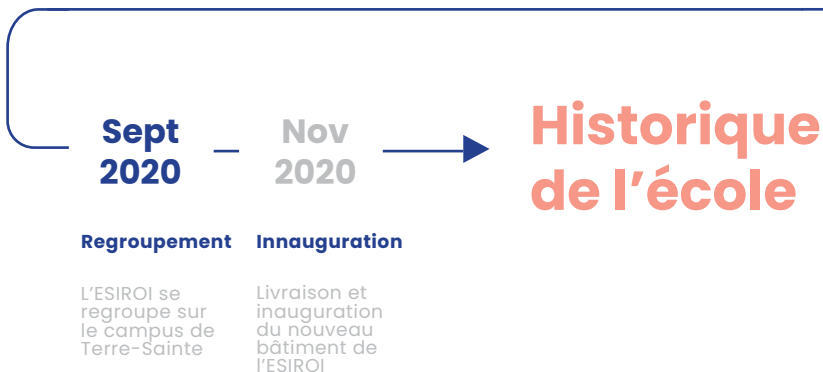 Sept
2020
Nov
2020
Historique
de l’école
Regroupement
L’ESIROI se
regroupe sur
le campus de
Terre-Sainte
Innauguration
Livraison et
inauguration
du nouveau
bâtiment de
l’ESIROI